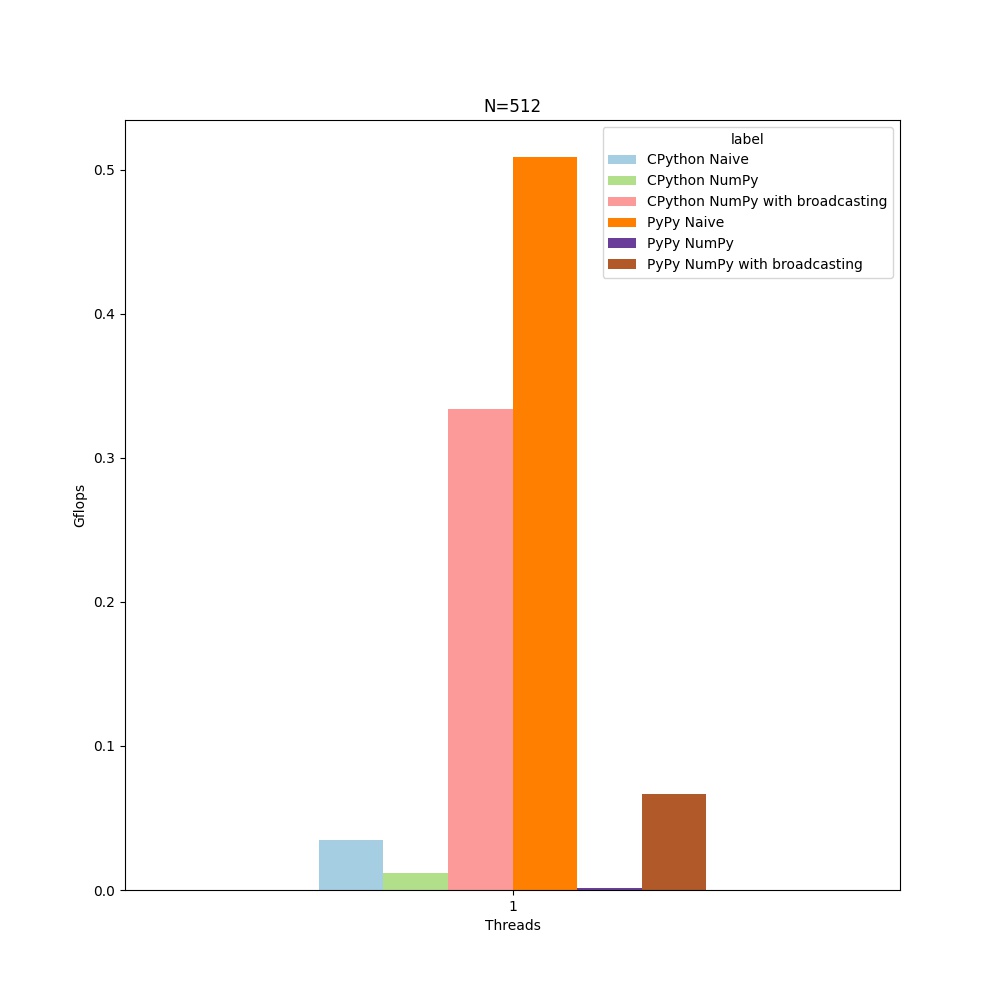 N=512
label
CPython Naive
CPython NumPy
CPython NumPy with broadcasting
PyPy Naive
PyPy NumPy
PyPy NumPy with broadcasting
0.5
0.4
0.3
0.2
0.1
0.0
Gflops
1
Threads